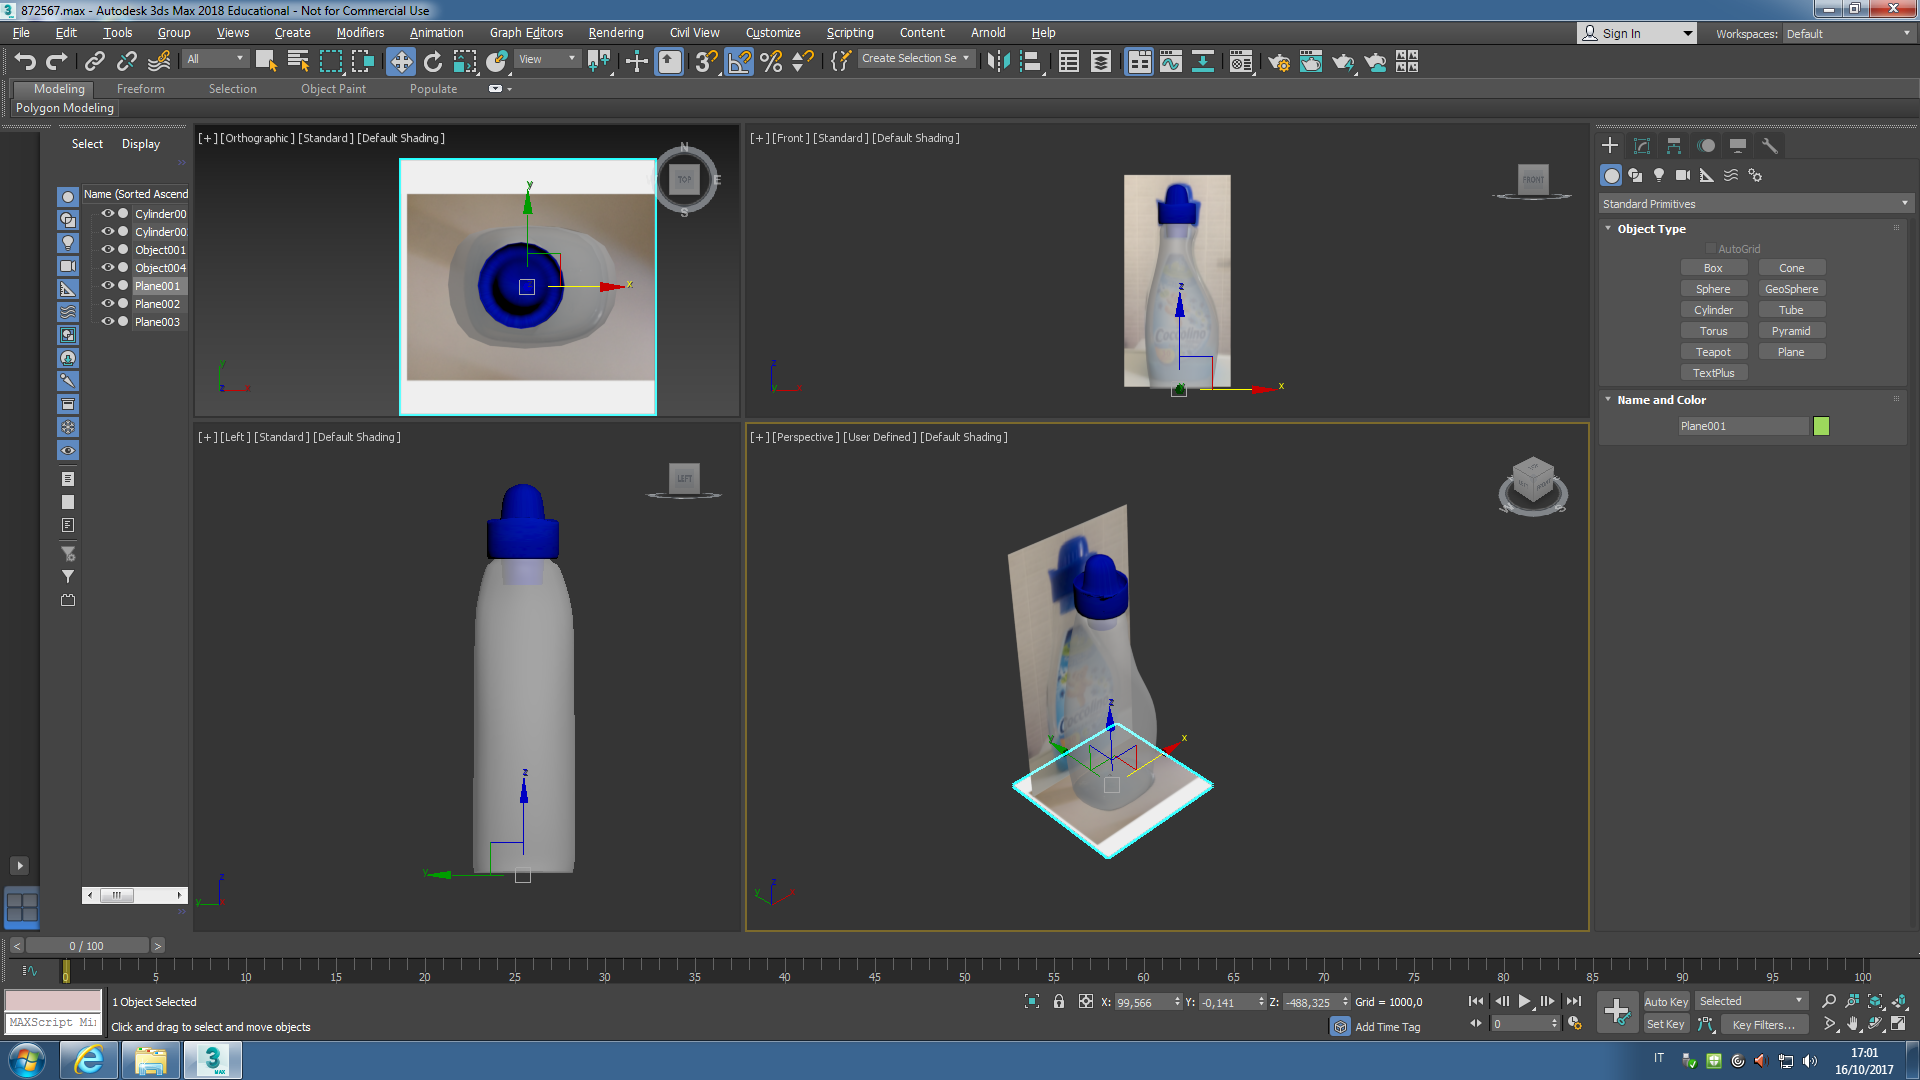 872567.max - Autodesk 3ds Max 2018 Educational - Not for Commercial Use
File Edit Tools Group Views Create Modifiers Animation Graph Editors Rendering Civil View Customize Scripting Content Arnold Help
Sign In
Workspaces: Default
All
View
Create Selection Se
Modeling Freeform Selection Object Paint Populate
Polygon Modeling
Select Display
Name (Sorted Ascend
Cylinder00
Cylinder00
Object001
Object004
Plane001
Plane002
Plane003
[+] [Orthographic] [Standard] [Default Shading]
N
TOP
E
S
y
x
[+] [Front] [Standard] [Default Shading]
FRONT
Coccolino
z
x
[+] [Left] [Standard] [Default Shading]
LEFT
z
y
[+] [Perspective] [User Defined] [Default Shading]
W
S
z
y
x
Standard Primitives
Object Type
AutoGrid
Box Cone
Sphere GeoSphere
Cylinder Tube
Torus Pyramid
Teapot Plane
TextPlus
Name and Color
Plane001
< 0 / 100 >
0 5 10 15 20 25 30 35 40 45 50 55 60 65 70 75 80 85 90 95 100
1 Object Selected
X: 99,566 Y: -0,141 Z: -488,325 Grid = 1000,0
Auto Key Selected
MAXScript Mi
Click and drag to select and move objects
Add Time Tag
0
Set Key Key Filters...
3
MAX
IT
17:01
16/10/2017